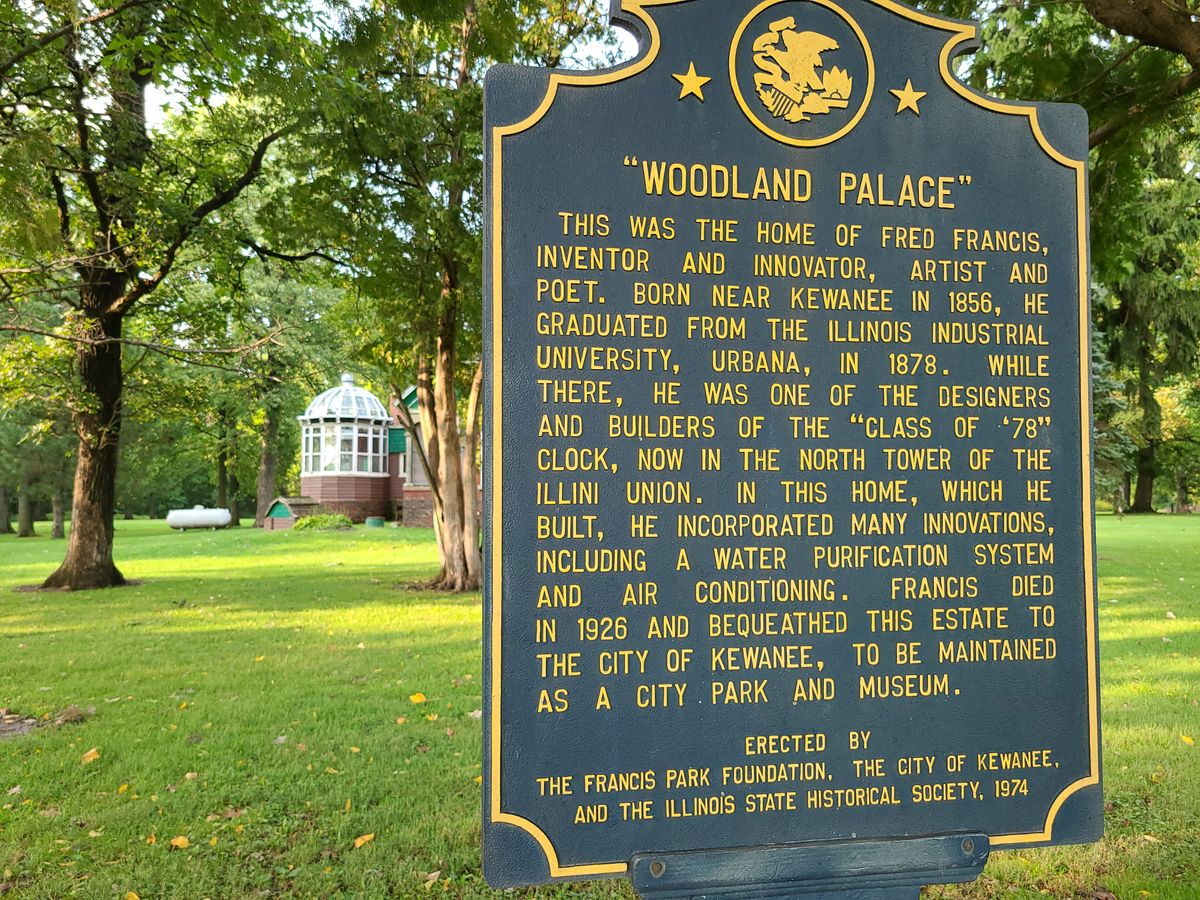 "WOODLAND PALACE"
THIS WAS THE HOME OF FRED FRANCIS,
INVENTOR AND INNOVATOR, ARTIST AND
POET. BORN NEAR KEWANEE IN 1856, HE
GRADUATED FROM THE ILLINOIS INDUSTRIAL
UNIVERSITY, URBANA, IN 1878. WHILE
THERE, HE WAS ONE OF THE DESIGNERS
AND BUILDERS OF THE "CLASS OF '78"
CLOCK, NOW IN THE NORTH TOWER OF THE
ILLINI UNION. IN THIS HOME, WHICH HE
BUILT, HE INCORPORATED MANY INNOVATIONS,
INCLUDING A WATER PURIFICATION SYSTEM
AND AIR CONDITIONING. FRANCIS DIED
IN 1926 AND BEQUEATHED THIS ESTATE TO
THE CITY OF KEWANEE, TO BE MAINTAINED
AS A CITY PARK AND MUSEUM.
ERECTED BY
THE FRANCIS PARK FOUNDATION, THE CITY OF KEWANEE,
AND THE ILLINOIS STATE HISTORICAL SOCIETY, 1974